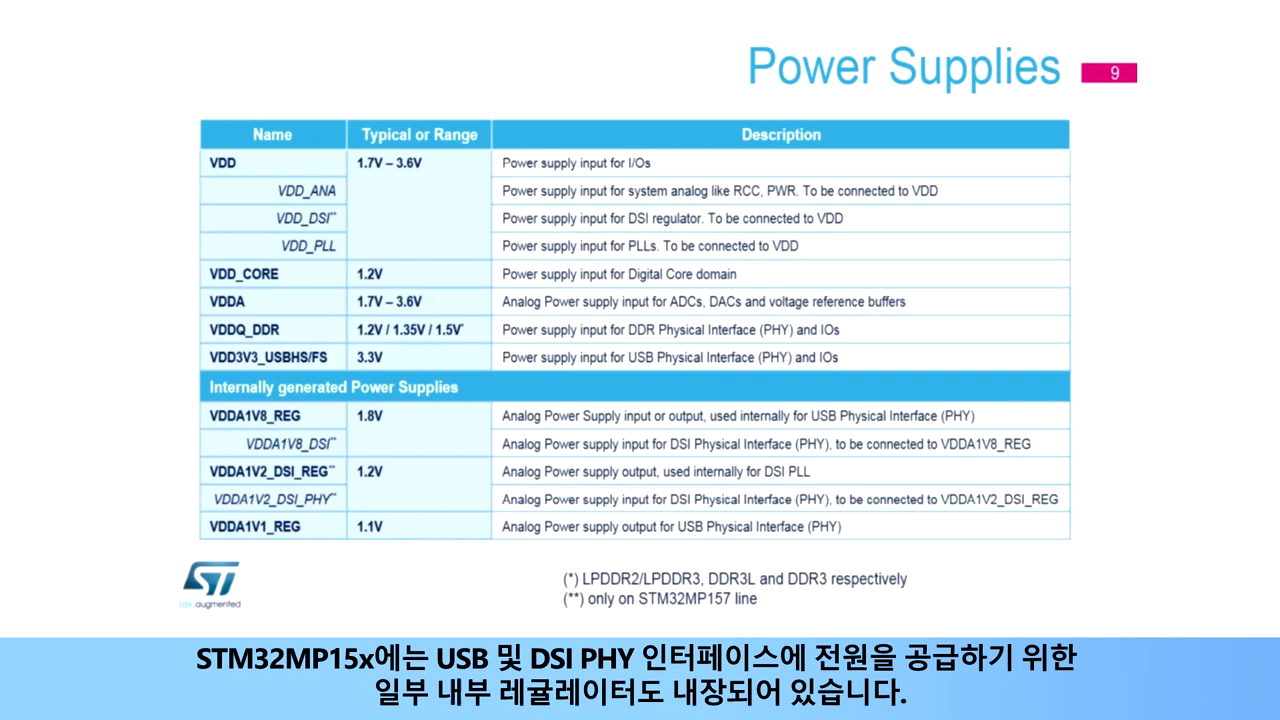 Power Supplies 9
Name Typical or Range Description
VDD 1.7V – 3.6V Power supply input for I/Os
VDD_ANA Power supply input for system analog like RCC, PWR. To be connected to VDD
VDD_DSI** Power supply input for DSI regulator. To be connected to VDD
VDD_PLL Power supply input for PLLs. To be connected to VDD
VDD_CORE 1.2V Power supply input for Digital Core domain
VDDA 1.7V – 3.6V Analog Power supply input for ADCs, DACs and voltage reference buffers
VDDQ_DDR 1.2V / 1.35V / 1.5V* Power supply input for DDR Physical Interface (PHY) and IOs
VDD3V3_USBHS/FS 3.3V Power supply input for USB Physical Interface (PHY) and IOs
Internally generated Power Supplies
VDDA1V8_REG 1.8V Analog Power Supply input or output, used internally for USB Physical Interface (PHY)
VDDA1V8_DSI** Analog Power supply input for DSI Physical Interface (PHY), to be connected to VDDA1V8_REG
VDDA1V2_DSI_REG** 1.2V Analog Power supply output, used internally for DSI PLL
VDDA1V2_DSI_PHY** Analog Power supply input for DSI Physical Interface (PHY), to be connected to VDDA1V2_DSI_REG
VDDA1V1_REG 1.1V Analog Power supply output for USB Physical Interface (PHY)
(*) LPDDR2/LPDDR3, DDR3L and DDR3 respectively
(**) only on STM32MP157 line
ST
life.augmented
STM32MP15x에는 USB 및 DSI PHY 인터페이스에 전원을 공급하기 위한
일부 내부 레귤레이터도 내장되어 있습니다.